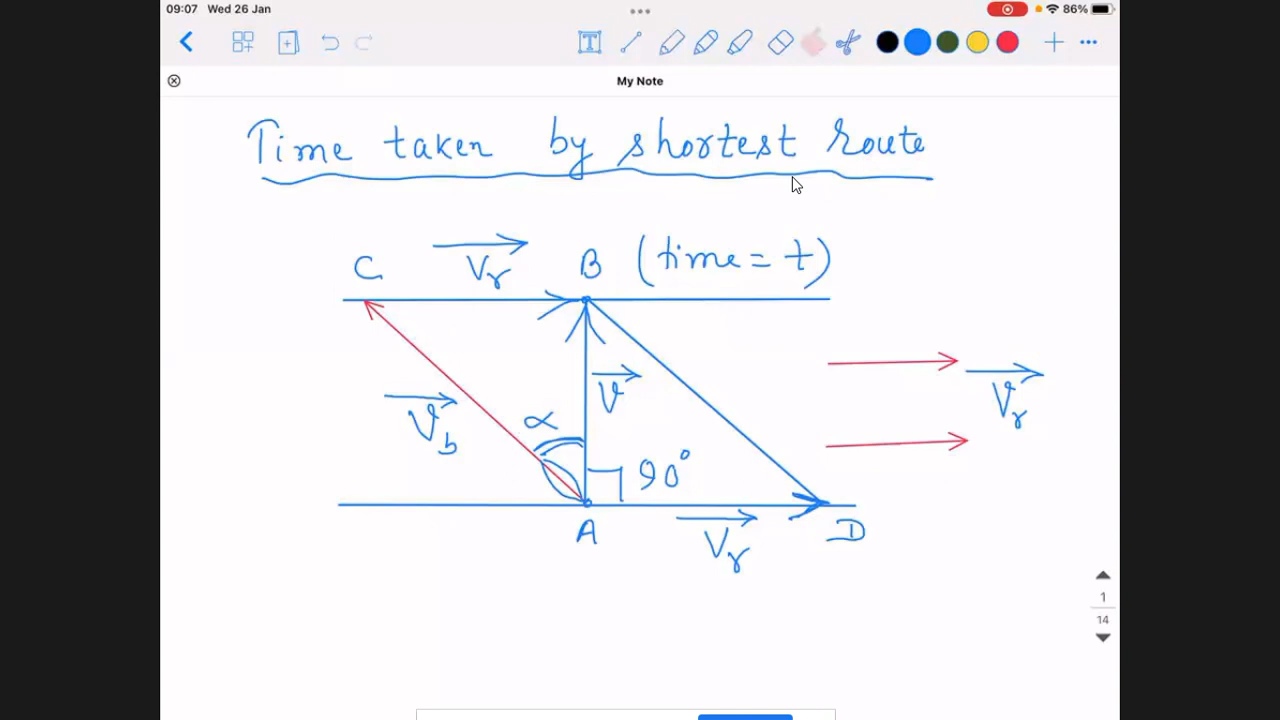 09:07 Wed 26 Jan
86%
My Note
Time taken by shortest route
C Vr B (time = t)
Vb α V Vr
90°
A Vr D
1
14